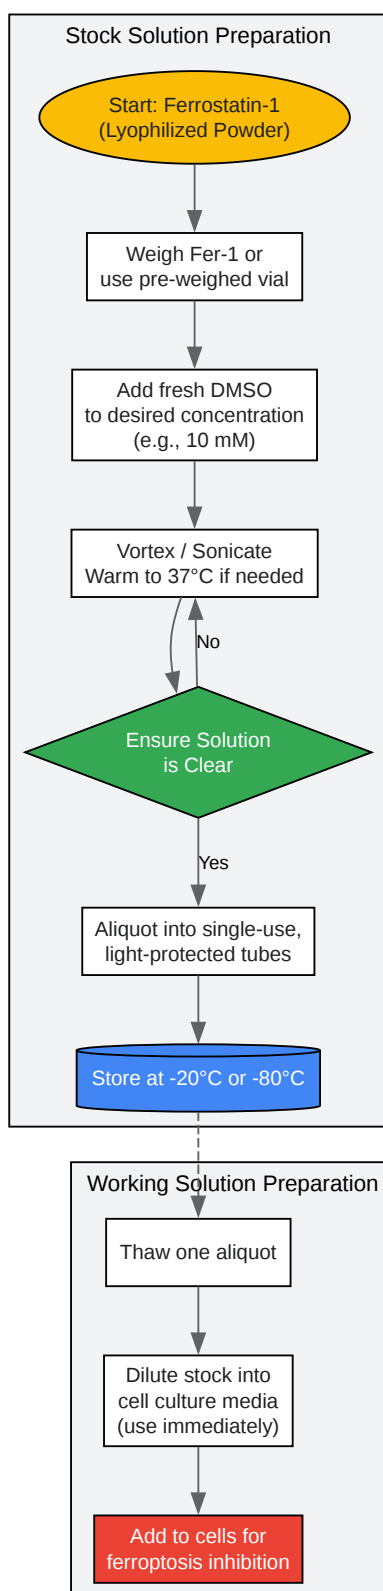 Stock Solution Preparation
Start: Ferrostatin-1
(Lyophilized Powder)
Weigh Fer-1 or
use pre-weighed vial
Add fresh DMSO
to desired concentration
(e.g., 10 mM)
Vortex / Sonicate
Warm to 37°C if needed
No
Ensure Solution
is Clear
Yes
Aliquot into single-use,
light-protected tubes
Store at -20°C or -80°C
Working Solution Preparation
Thaw one aliquot
Dilute stock into
cell culture media
(use immediately)
Add to cells for
ferroptosis inhibition